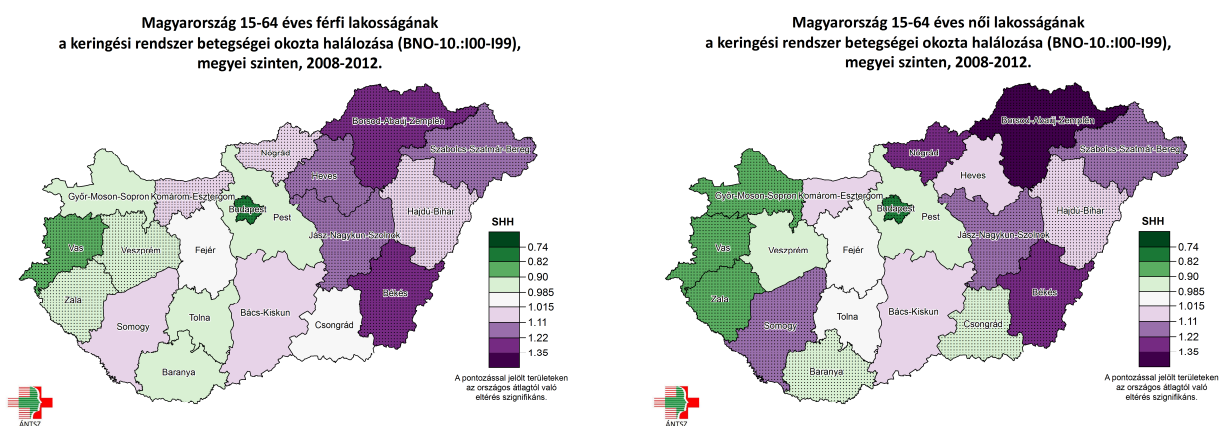 Magyarország 15-64 éves férfi lakosságának
a keringési rendszer betegségei okozta halálozása (BNO-10.:I00-I99),
megyei szinten, 2008-2012.
Borsod-Abaúj-Zemplén
Szabolcs-Szatmár-Bereg
Nógrád
Heves
Győr-Moson-Sopron
Komárom-Esztergom
Budapest
Pest
Hajdú-Bihar
Jász-Nagykun-Szolnok
Vas
Veszprém
Fejér
Zala
Somogy
Tolna
Bács-Kiskun
Békés
Csongrád
Baranya
SHH
0.74
0.82
0.90
0.985
1.015
1.11
1.22
1.35
A pontozással jelölt területeken
az országos átlagtól való
eltérés szignifikáns.
ÁNTSZ
Magyarország 15-64 éves női lakosságának
a keringési rendszer betegségei okozta halálozása (BNO-10.:I00-I99),
megyei szinten, 2008-2012.
Borsod-Abaúj-Zemplén
Szabolcs-Szatmár-Bereg
Nógrád
Heves
Győr-Moson-Sopron
Komárom-Esztergom
Budapest
Pest
Hajdú-Bihar
Jász-Nagykun-Szolnok
Vas
Veszprém
Fejér
Zala
Somogy
Tolna
Bács-Kiskun
Békés
Csongrád
Baranya
SHH
0.74
0.82
0.90
0.985
1.015
1.11
1.22
1.35
A pontozással jelölt területeken
az országos átlagtól való
eltérés szignifikáns.
ÁNTSZ